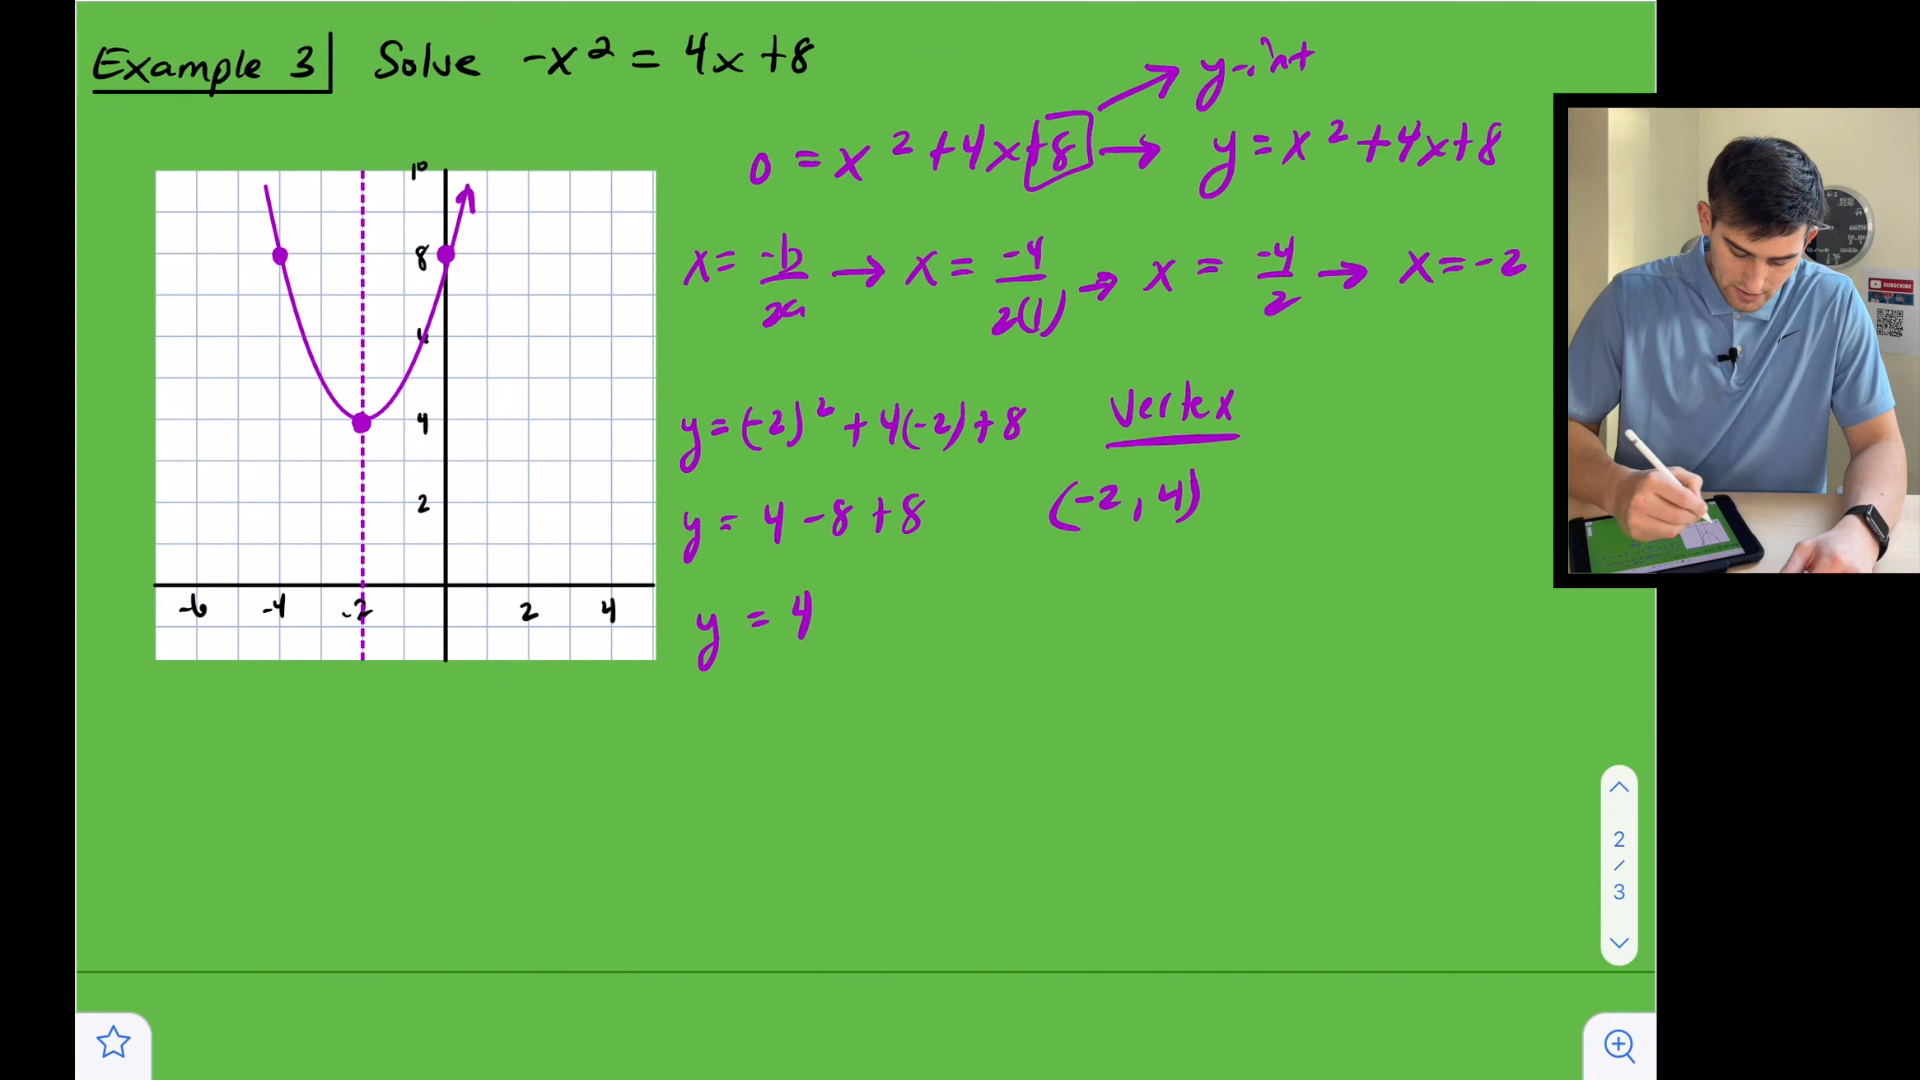 Example 3 Solve -x² = 4x+8
y-int
0 = x²+4x+8 → y=x²+4x+8
x= -b/2a → x= -4/2(1) → x = -4/2 → x=-2
y=(-2)²+4(-2)+8
Vertex
y = 4-8+8
(-2,4)
y = 4
10
8
4
2
-6 -4 -2 2 4
SUBSCRIBE
2
/
3